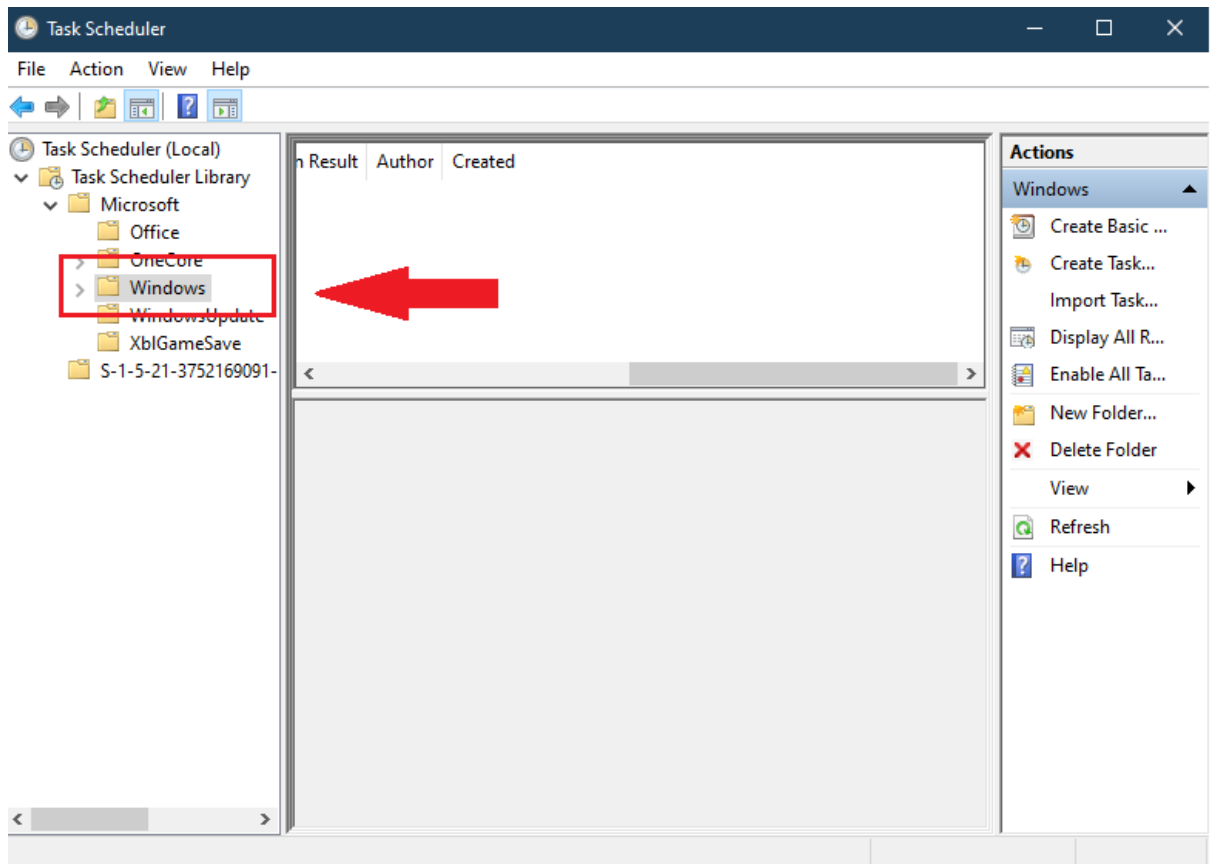 Task Scheduler
File Action View Help
Task Scheduler (Local)
Task Scheduler Library
Microsoft
Office
OneCore
Windows
WindowsUpdate
XblGameSave
S-1-5-21-3752169091-
n Result Author Created
Actions
Windows
Create Basic ...
Create Task...
Import Task...
Display All R...
Enable All Ta...
New Folder...
Delete Folder
View
Refresh
Help